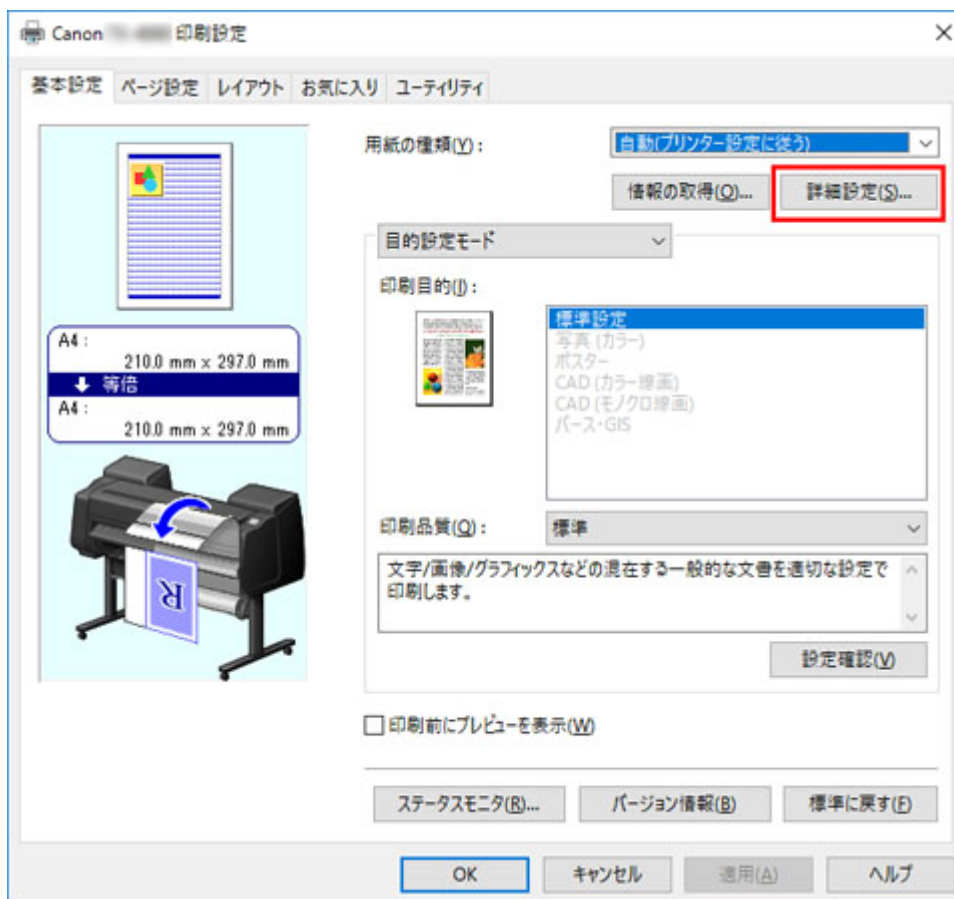 Canon 印刷設定
基本設定 ページ設定 レイアウト お気に入り ユーティリティ
用紙の種類(Y):
自動(プリンター設定に従う)
情報の取得(O)...
詳細設定(S)...
目的設定モード
印刷目的(J):
標準設定
写真 (カラー)
ポスター
CAD (カラー線画)
CAD (モノクロ線画)
パース・GIS
A4 :
210.0 mm x 297.0 mm
等倍
A4 :
210.0 mm x 297.0 mm
R
印刷品質(Q):
標準
文字/画像/グラフィックスなどの混在する一般的な文書を適切な設定で
印刷します。
設定確認(V)
印刷前にプレビューを表示(W)
ステータスモニタ(R)...
バージョン情報(B)
標準に戻す(F)
OK
キャンセル
適用(A)
ヘルプ